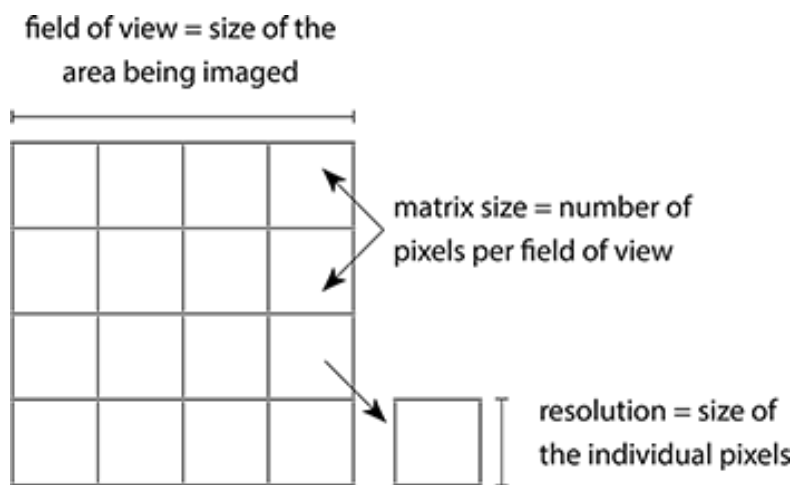 field of view = size of the
area being imaged
matrix size = number of
pixels per field of view
resolution = size of
the individual pixels